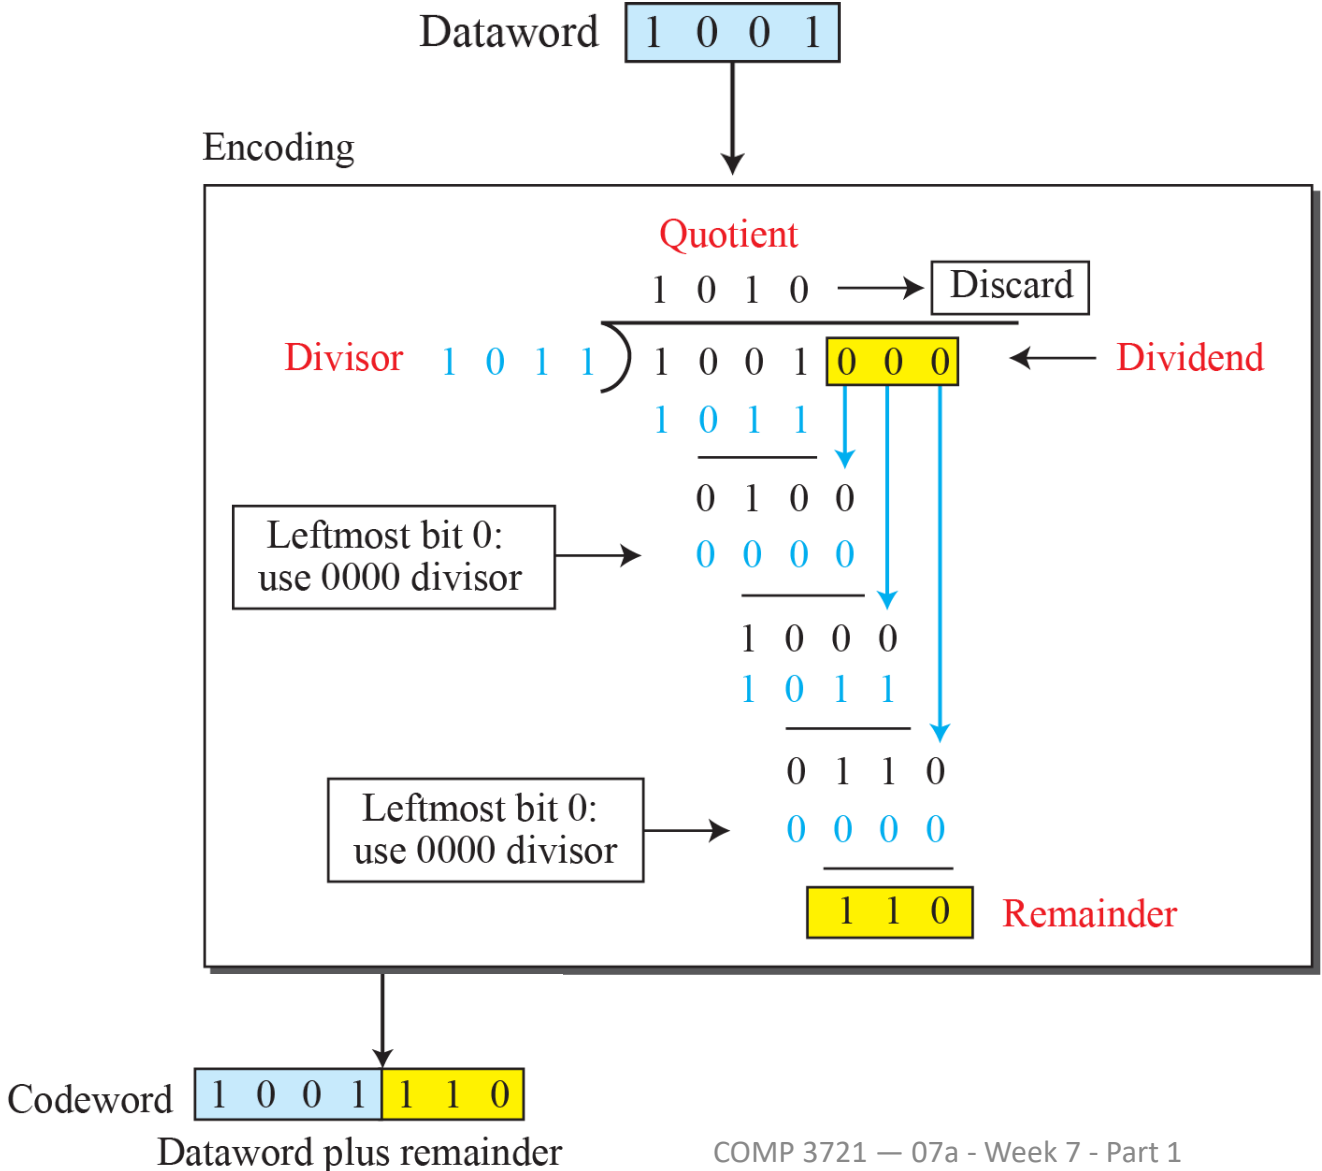 Dataword 1 0 0 1
Encoding
Quotient
1 0 1 0 Discard
Divisor 1 0 1 1 1 0 0 1 0 0 0 Dividend
1 0 1 1
0 1 0 0
Leftmost bit 0:
use 0000 divisor
0 0 0 0
1 0 0 0
1 0 1 1
0 1 1 0
Leftmost bit 0:
use 0000 divisor
0 0 0 0
1 1 0 Remainder
Codeword 1 0 0 1 1 1 0
Dataword plus remainder
COMP 3721 — 07a - Week 7 - Part 1